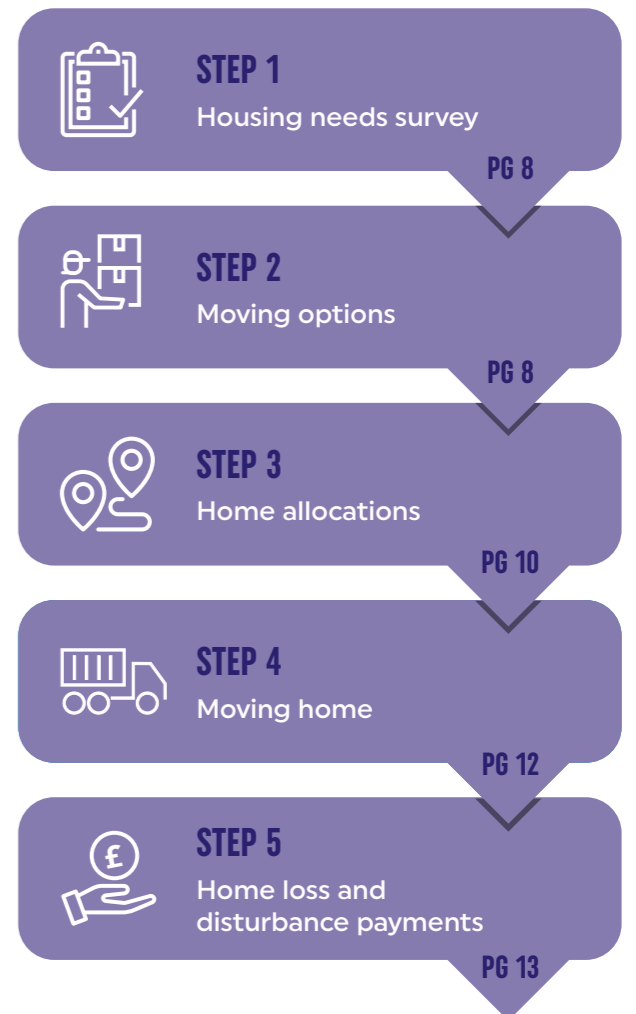 STEP 1
Housing needs survey
PG 8
STEP 2
Moving options
PG 8
STEP 3
Home allocations
PG 10
STEP 4
Moving home
PG 12
£
STEP 5
Home loss and
disturbance payments
PG 13